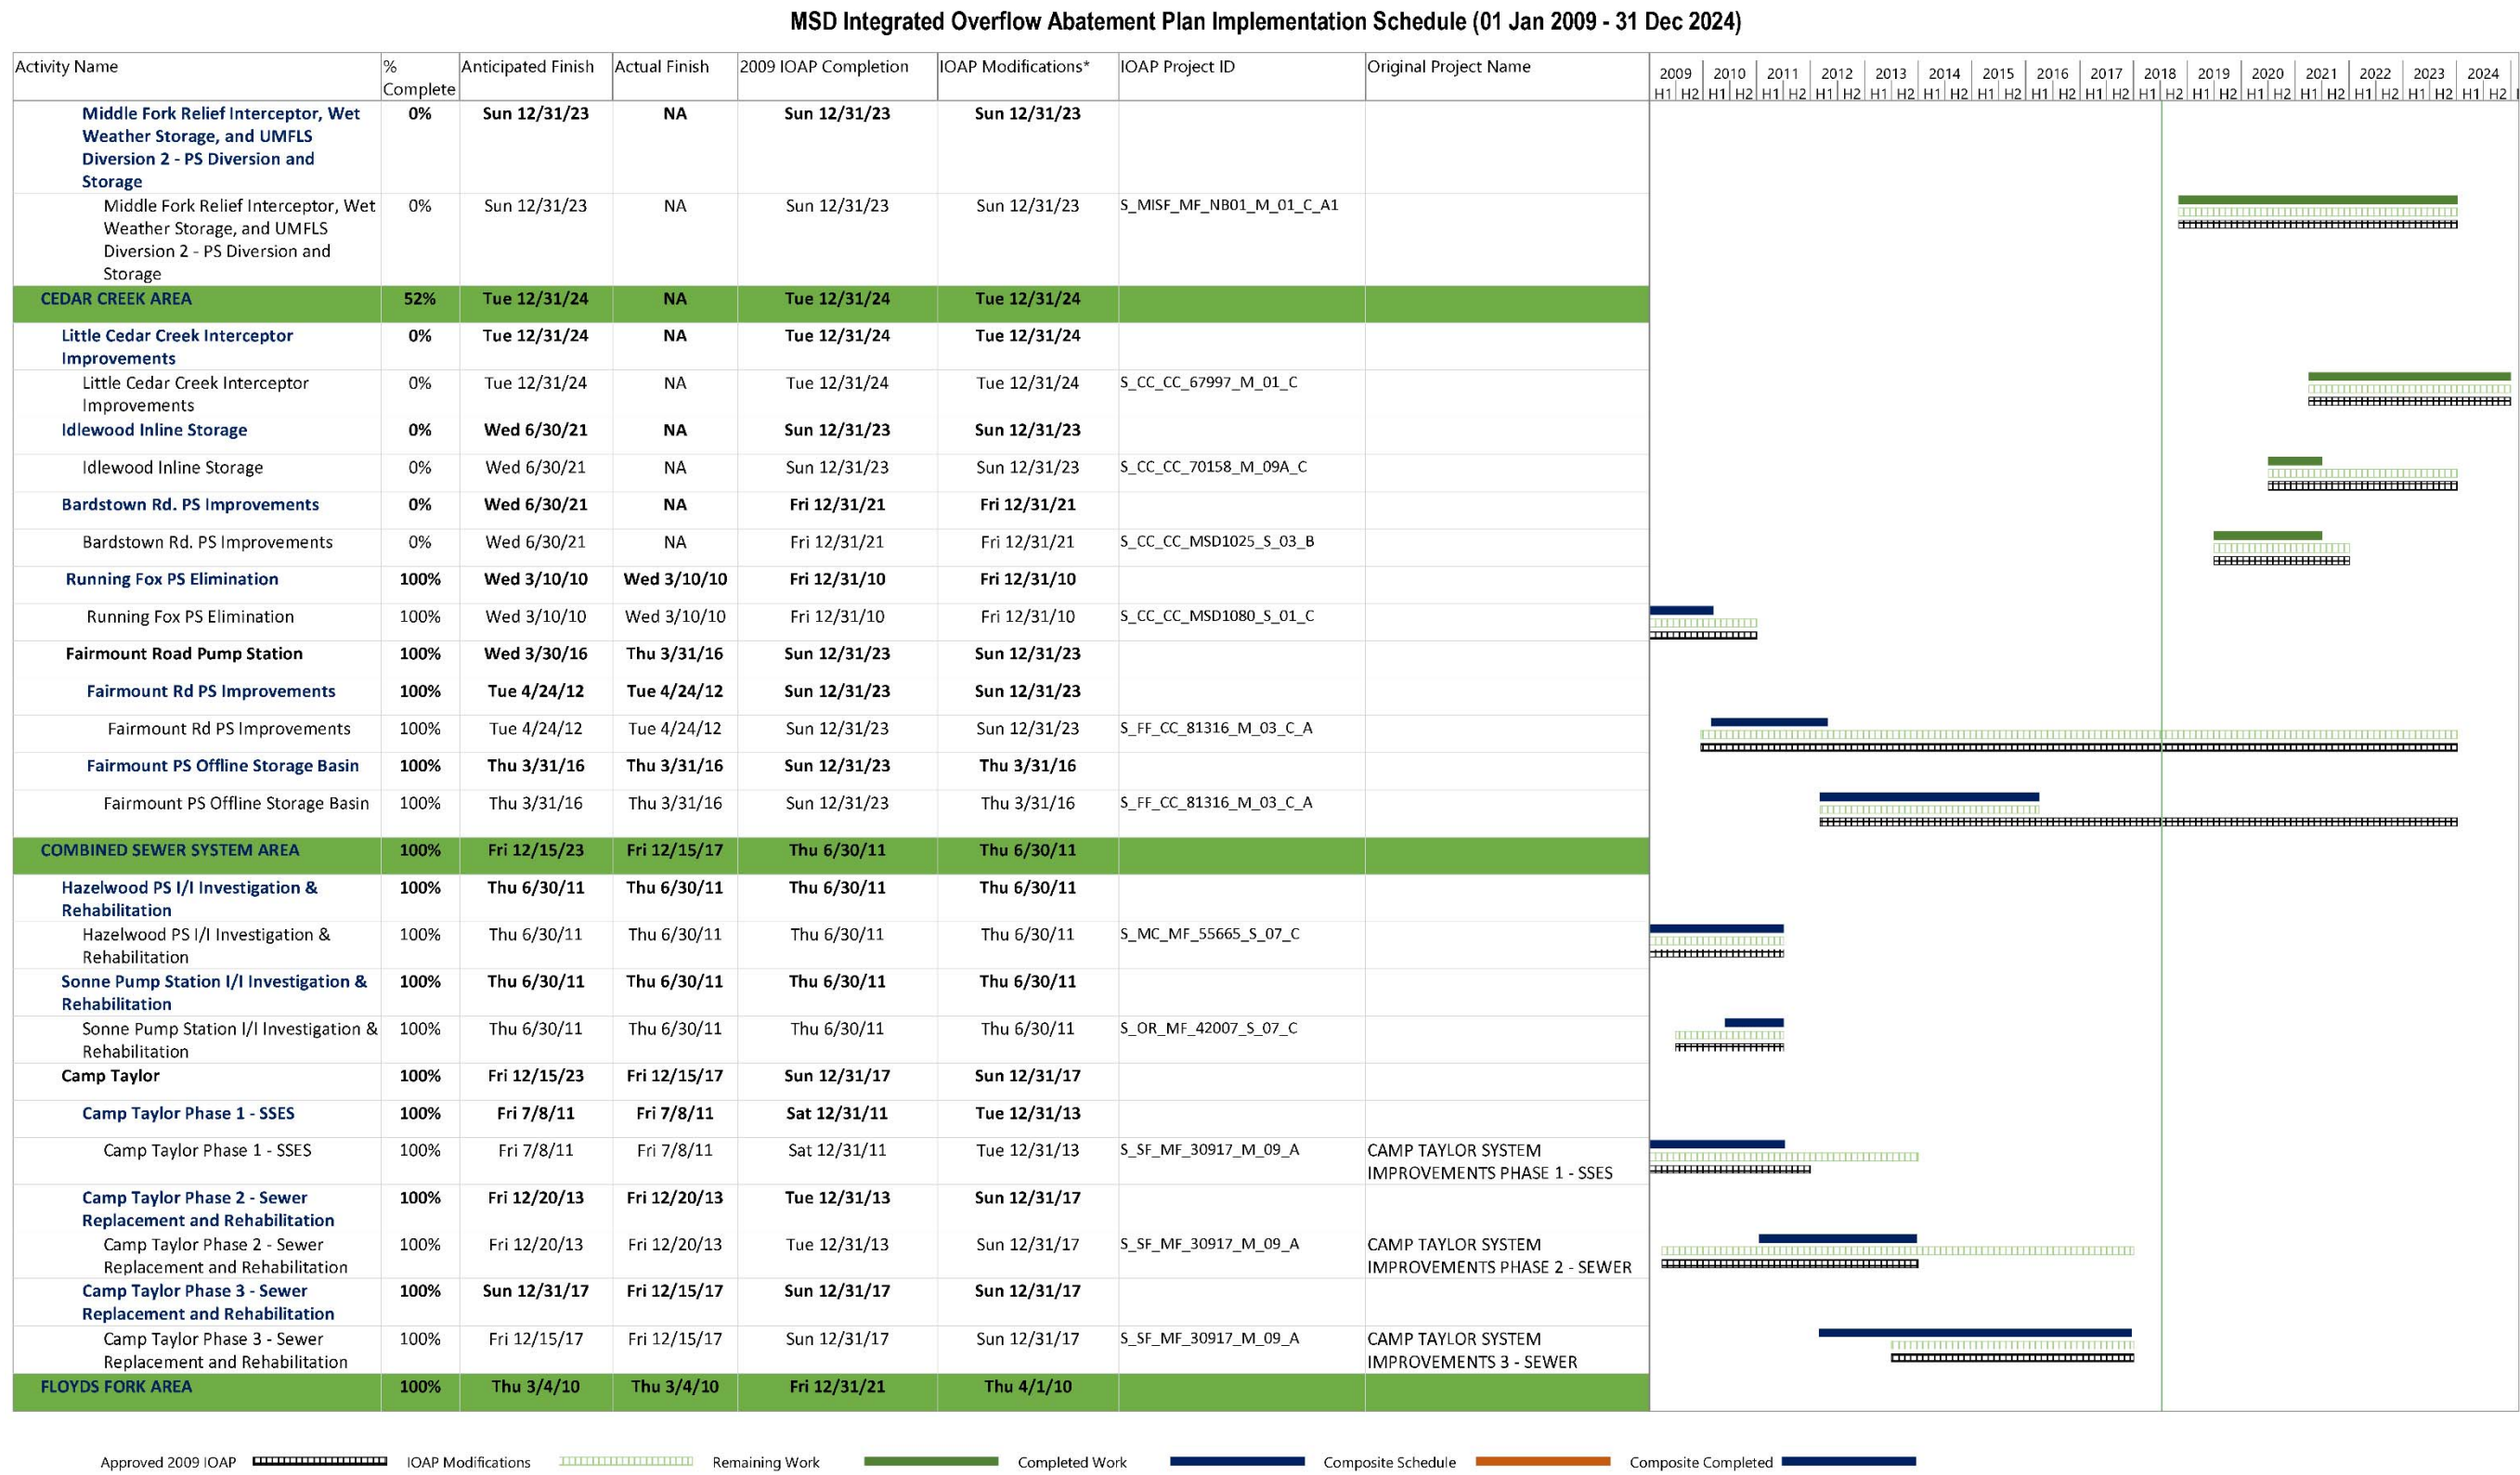 MSD Integrated Overflow Abatement Plan Implementation Schedule (01 Jan 2009 - 31 Dec 2024)
Activity Name % Complete Anticipated Finish Actual Finish 2009 IOAP Completion IOAP Modifications* IOAP Project ID Original Project Name 2009 2010 2011 2012 2013 2014 2015 2016 2017 2018 2019 2020 2021 2022 2023 2024
H1 H2 H1 H2 H1 H2 H1 H2 H1 H2 H1 H2 H1 H2 H1 H2 H1 H2 H1 H2 H1 H2 H1 H2 H1 H2 H1 H2 H1 H2 H1 H2
Middle Fork Relief Interceptor, Wet 0% Sun 12/31/23 NA Sun 12/31/23 Sun 12/31/23
Weather Storage, and UMFLS
Diversion 2 - PS Diversion and
Storage
Middle Fork Relief Interceptor, Wet 0% Sun 12/31/23 NA Sun 12/31/23 Sun 12/31/23 S_MISF_MF_NB01_M_01_C_A1
Weather Storage, and UMFLS
Diversion 2 - PS Diversion and
Storage
CEDAR CREEK AREA 52% Tue 12/31/24 NA Tue 12/31/24 Tue 12/31/24
Little Cedar Creek Interceptor 0% Tue 12/31/24 NA Tue 12/31/24 Tue 12/31/24
Improvements
Little Cedar Creek Interceptor 0% Tue 12/31/24 NA Tue 12/31/24 Tue 12/31/24 S_CC_CC_67997_M_01_C
Improvements
Idlewood Inline Storage 0% Wed 6/30/21 NA Sun 12/31/23 Sun 12/31/23
Idlewood Inline Storage 0% Wed 6/30/21 NA Sun 12/31/23 Sun 12/31/23 S_CC_CC_70158_M_09A_C
Bardstown Rd. PS Improvements 0% Wed 6/30/21 NA Fri 12/31/21 Fri 12/31/21
Bardstown Rd. PS Improvements 0% Wed 6/30/21 NA Fri 12/31/21 Fri 12/31/21 S_CC_CC_MSD1025_S_03_B
Running Fox PS Elimination 100% Wed 3/10/10 Wed 3/10/10 Fri 12/31/10 Fri 12/31/10
Running Fox PS Elimination 100% Wed 3/10/10 Wed 3/10/10 Fri 12/31/10 Fri 12/31/10 S_CC_CC_MSD1080_S_01_C
Fairmount Road Pump Station 100% Wed 3/30/16 Thu 3/31/16 Sun 12/31/23 Sun 12/31/23
Fairmount Rd PS Improvements 100% Tue 4/24/12 Tue 4/24/12 Sun 12/31/23 Sun 12/31/23
Fairmount Rd PS Improvements 100% Tue 4/24/12 Tue 4/24/12 Sun 12/31/23 Sun 12/31/23 S_FF_CC_81316_M_03_C_A
Fairmount PS Offline Storage Basin 100% Thu 3/31/16 Thu 3/31/16 Sun 12/31/23 Thu 3/31/16
Fairmount PS Offline Storage Basin 100% Thu 3/31/16 Thu 3/31/16 Sun 12/31/23 Thu 3/31/16 S_FF_CC_81316_M_03_C_A
COMBINED SEWER SYSTEM AREA 100% Fri 12/15/23 Fri 12/15/17 Thu 6/30/11 Thu 6/30/11
Hazelwood PS I/I Investigation & 100% Thu 6/30/11 Thu 6/30/11 Thu 6/30/11 Thu 6/30/11
Rehabilitation
Hazelwood PS I/I Investigation & 100% Thu 6/30/11 Thu 6/30/11 Thu 6/30/11 Thu 6/30/11 S_MC_MF_55665_S_07_C
Rehabilitation
Sonne Pump Station I/I Investigation & 100% Thu 6/30/11 Thu 6/30/11 Thu 6/30/11 Thu 6/30/11
Rehabilitation
Sonne Pump Station I/I Investigation & 100% Thu 6/30/11 Thu 6/30/11 Thu 6/30/11 Thu 6/30/11 S_OR_MF_42007_S_07_C
Rehabilitation
Camp Taylor 100% Fri 12/15/23 Fri 12/15/17 Sun 12/31/17 Sun 12/31/17
Camp Taylor Phase 1 - SSES 100% Fri 7/8/11 Fri 7/8/11 Sat 12/31/11 Tue 12/31/13
Camp Taylor Phase 1 - SSES 100% Fri 7/8/11 Fri 7/8/11 Sat 12/31/11 Tue 12/31/13 S_SF_MF_30917_M_09_A CAMP TAYLOR SYSTEM
IMPROVEMENTS PHASE 1 - SSES
Camp Taylor Phase 2 - Sewer 100% Fri 12/20/13 Fri 12/20/13 Tue 12/31/13 Sun 12/31/17
Replacement and Rehabilitation
Camp Taylor Phase 2 - Sewer 100% Fri 12/20/13 Fri 12/20/13 Tue 12/31/13 Sun 12/31/17 S_SF_MF_30917_M_09_A CAMP TAYLOR SYSTEM
Replacement and Rehabilitation IMPROVEMENTS PHASE 2 - SEWER
Camp Taylor Phase 3 - Sewer 100% Sun 12/31/17 Fri 12/15/17 Sun 12/31/17 Sun 12/31/17
Replacement and Rehabilitation
Camp Taylor Phase 3 - Sewer 100% Fri 12/15/17 Fri 12/15/17 Sun 12/31/17 Sun 12/31/17 S_SF_MF_30917_M_09_A CAMP TAYLOR SYSTEM
Replacement and Rehabilitation IMPROVEMENTS 3 - SEWER
FLOYDS FORK AREA 100% Thu 3/4/10 Thu 3/4/10 Fri 12/31/21 Thu 4/1/10
Approved 2009 IOAP IOAP Modifications Remaining Work Completed Work Composite Schedule Composite Completed